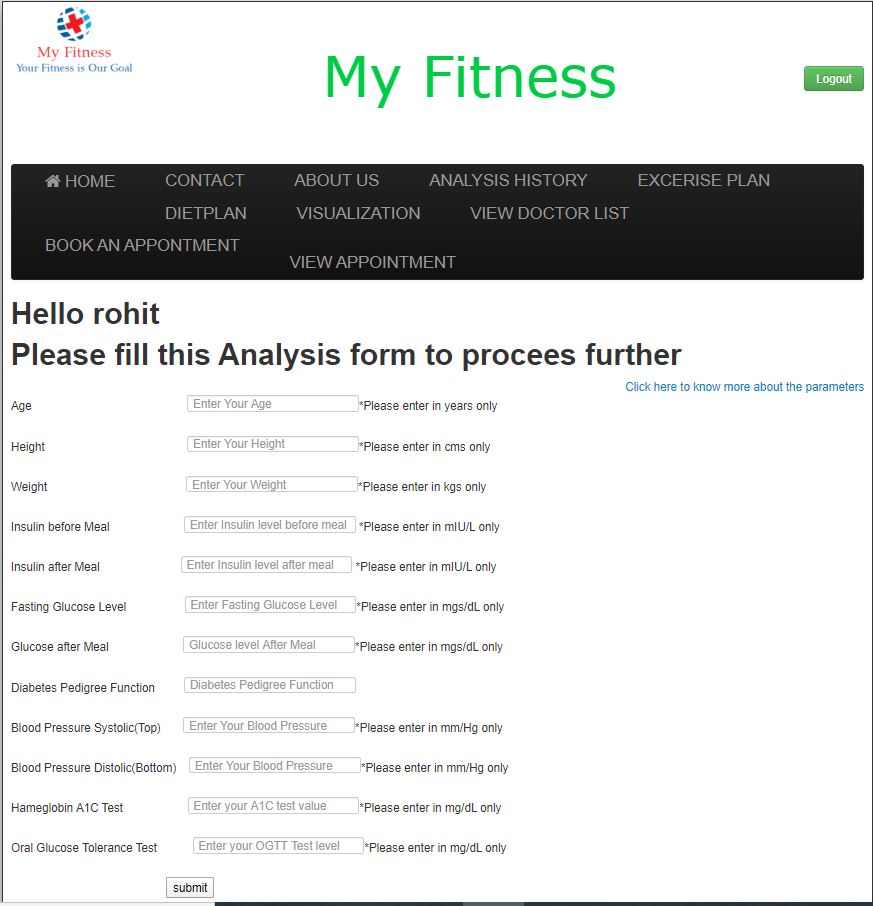 My Fitness
Your Fitness is Our Goal
My Fitness
Logout
HOME CONTACT ABOUT US ANALYSIS HISTORY EXCERISE PLAN
DIETPLAN VISUALIZATION VIEW DOCTOR LIST
BOOK AN APPONTMENT
VIEW APPOINTMENT
Hello rohit
Please fill this Analysis form to procees further
Click here to know more about the parameters
Age Enter Your Age *Please enter in years only
Height Enter Your Height *Please enter in cms only
Weight Enter Your Weight *Please enter in kgs only
Insulin before Meal Enter Insulin level before meal *Please enter in mIU/L only
Insulin after Meal Enter Insulin level after meal *Please enter in mIU/L only
Fasting Glucose Level Enter Fasting Glucose Level *Please enter in mgs/dL only
Glucose after Meal Glucose level After Meal *Please enter in mgs/dL only
Diabetes Pedigree Function Diabetes Pedigree Function
Blood Pressure Systolic(Top) Enter Your Blood Pressure *Please enter in mm/Hg only
Blood Pressure Distolic(Bottom) Enter Your Blood Pressure *Please enter in mm/Hg only
Hameglobin A1C Test Enter your A1C test value *Please enter in mg/dL only
Oral Glucose Tolerance Test Enter your OGTT Test level *Please enter in mg/dL only
submit